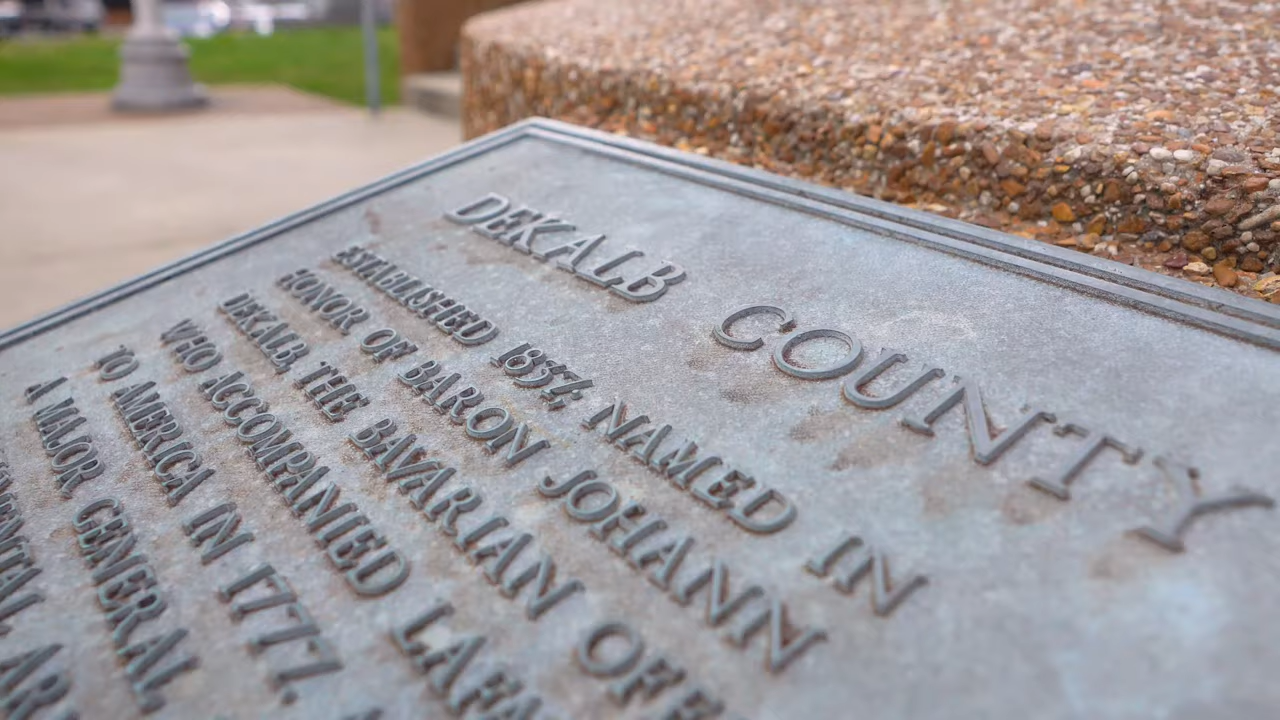 DEKALB COUNTY
ESTABLISHED 1834; NAMED IN
HONOR OF BARON JOHANN
DEKALB, THE BAVARIAN
WHO ACCOMPANIED
TO AMERICA IN 1777.
A MAJOR GENERAL